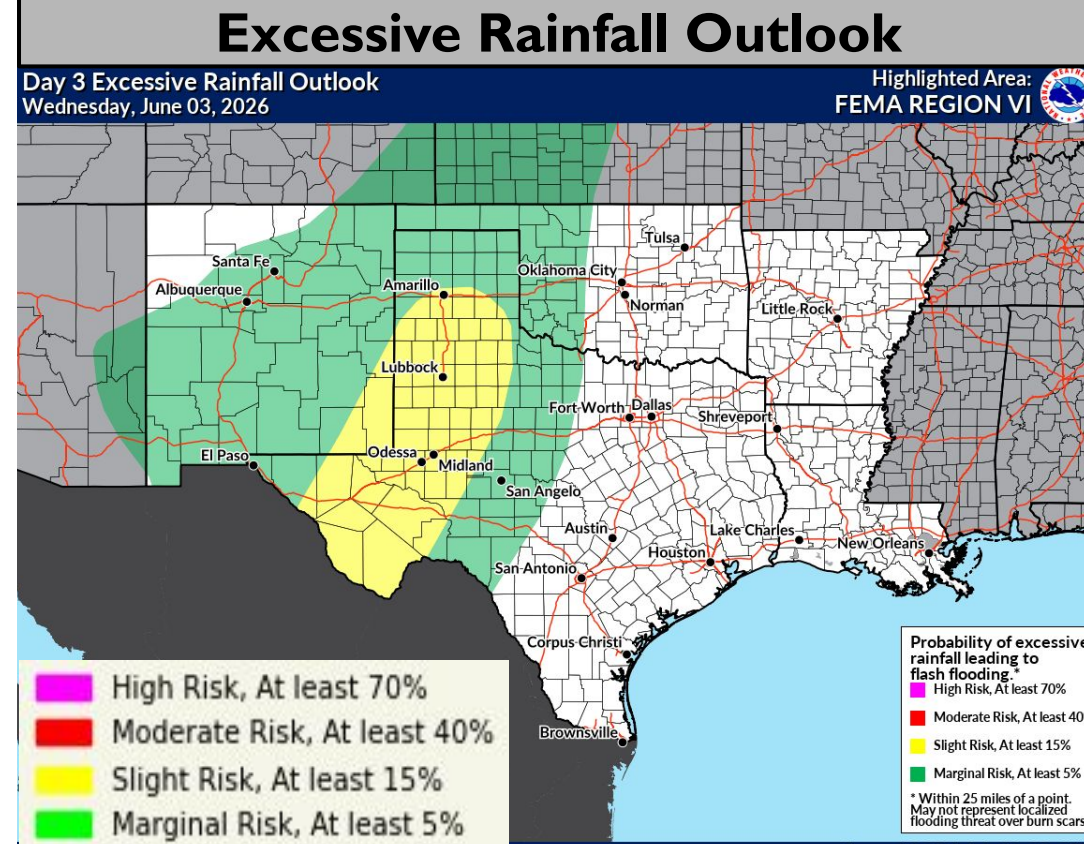 Excessive Rainfall Outlook
Day 3 Excessive Rainfall Outlook
Wednesday, June 03, 2026
Highlighted Area:
FEMA REGION VI
Tulsa
Santa Fe
Oklahoma City
Albuquerque
Amarillo
Norman
Little Rock
Lubbock
Fort Worth
Dallas
Shreveport
El Paso
Odessa
Midland
San Angelo
Austin
Lake Charles
New Orleans
Houston
San Antonio
Corpus Christi
Brownsville
High Risk, At least 70%
Moderate Risk, At least 40%
Slight Risk, At least 15%
Marginal Risk, At least 5%
Probability of excessive
rainfall leading to
flash flooding.*
High Risk, At least 70%
Moderate Risk, At least 40
Slight Risk, At least 15%
Marginal Risk, At least 5%
* Within 25 miles of a point.
May not represent localized
flooding threat over burn scars